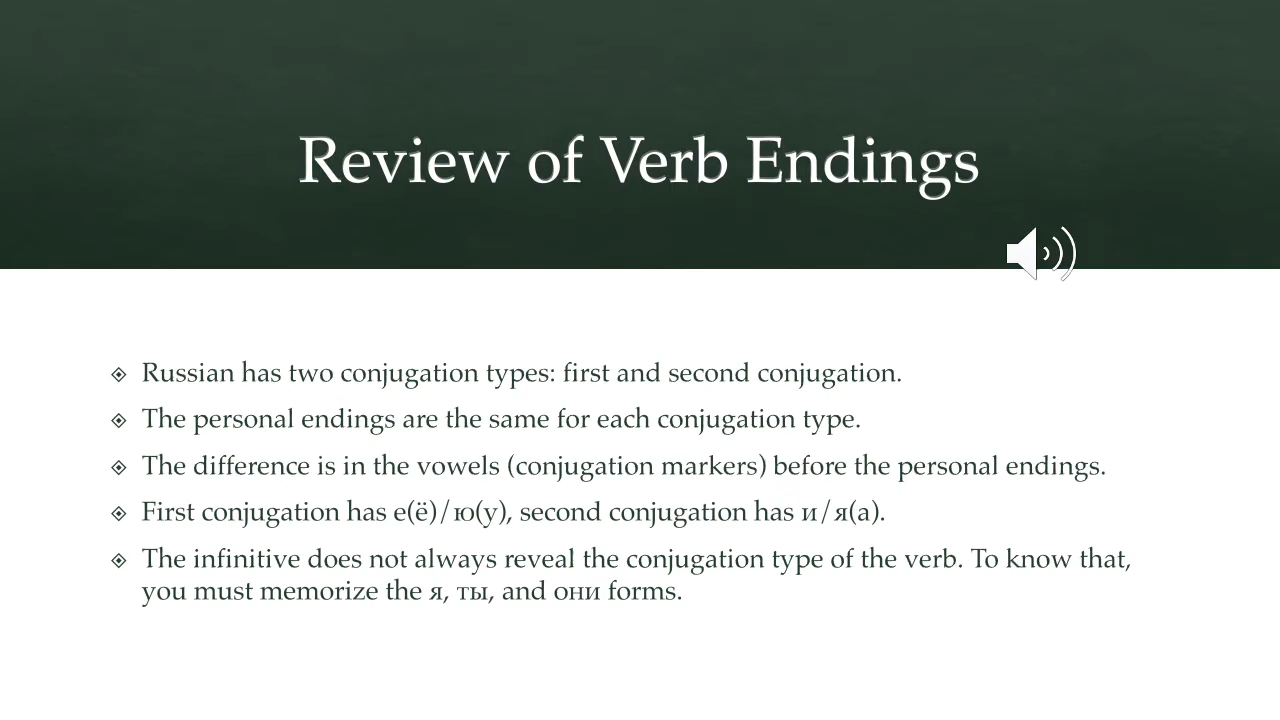 Review of Verb Endings
Russian has two conjugation types: first and second conjugation.
The personal endings are the same for each conjugation type.
The difference is in the vowels (conjugation markers) before the personal endings.
First conjugation has е(ё)/ю(у), second conjugation has и/я(а).
The infinitive does not always reveal the conjugation type of the verb. To know that,
you must memorize the я, ты, and они forms.